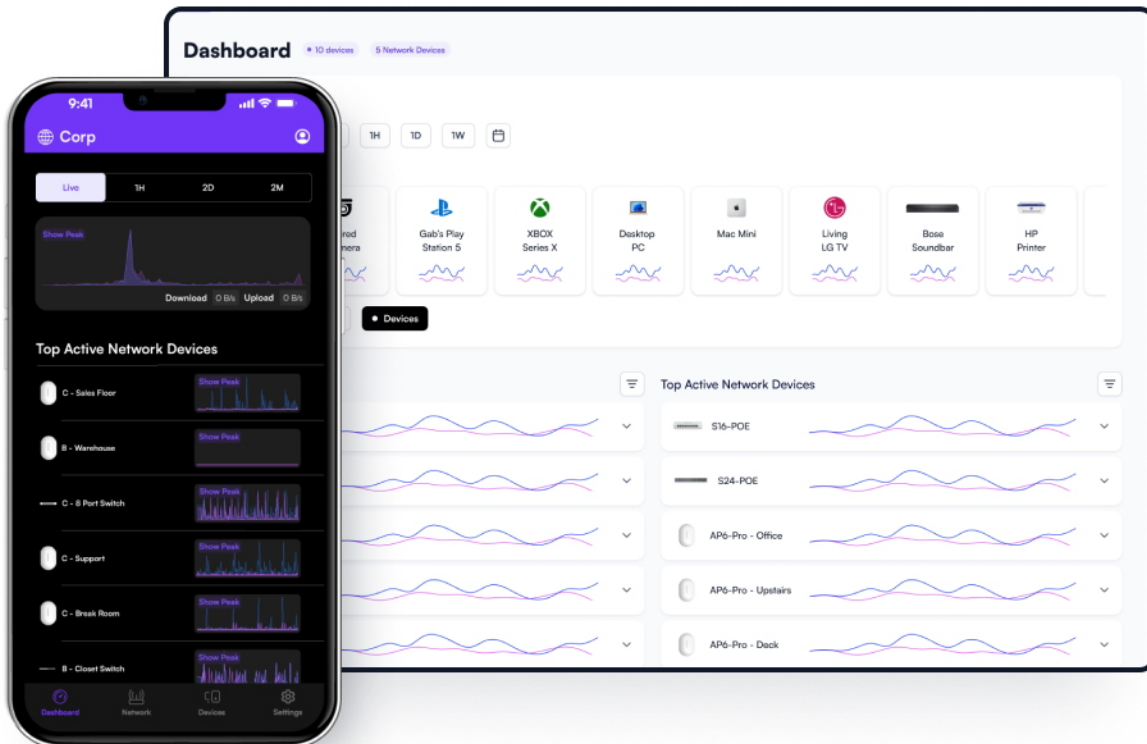 Dashboard
10 devices
5 Network Devices
1H
1D
1W
Gab's Play
Station 5
XBOX
Series X
Desktop
PC
Mac Mini
Living
LG TV
Bose
Soundbar
HP
Printer
Devices
Top Active Network Devices
S16-POE
S24-POE
AP6-Pro - Office
AP6-Pro - Upstairs
AP6-Pro - Deck
9:41
Corp
Live
1H
2D
2M
Show Peak
Download 0 B/s Upload 0 B/s
Top Active Network Devices
C - Sales Floor
Show Peak
B - Warehouse
Show Peak
C - 8 Port Switch
Show Peak
C - Support
Show Peak
C - Break Room
Show Peak
B - Closet Switch
Show Peak
Dashboard
Network
Devices
Settings